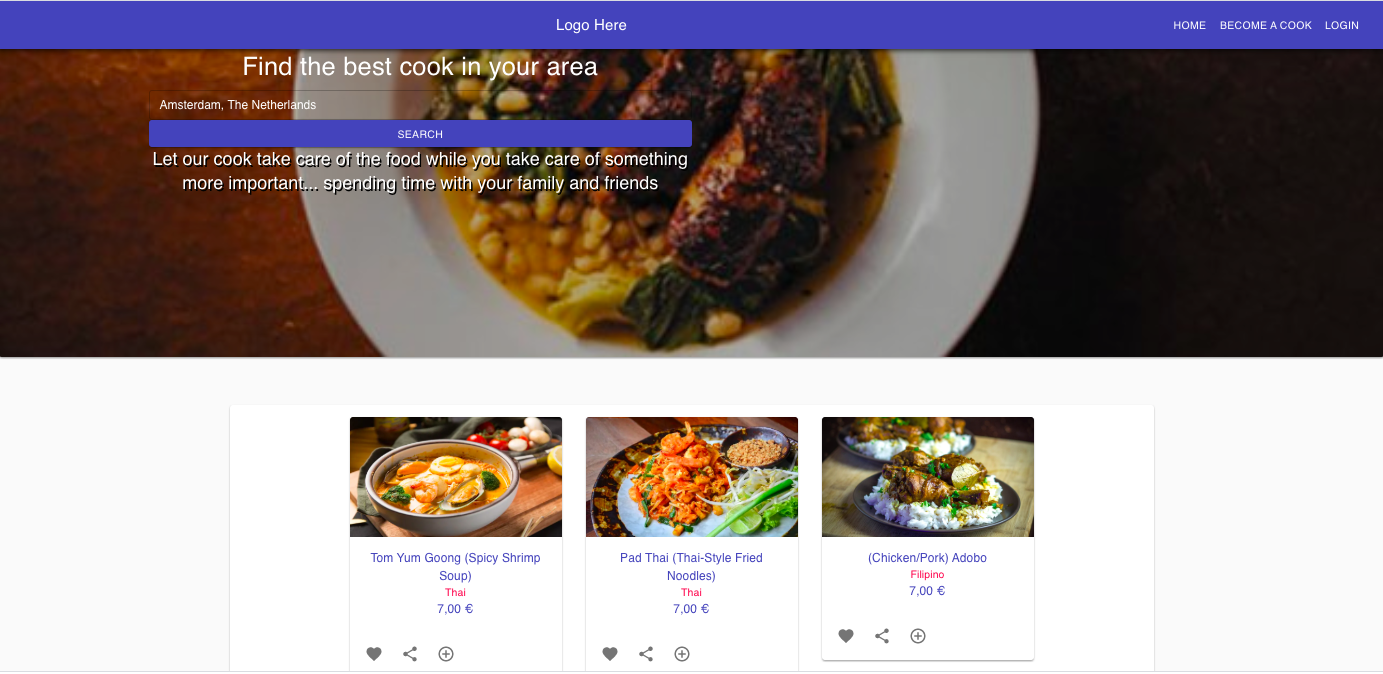 Logo Here
HOME BECOME A COOK LOGIN
Find the best cook in your area
Amsterdam, The Netherlands
SEARCH
Let our cook take care of the food while you take care of something
more important... spending time with your family and friends
Tom Yum Goong (Spicy Shrimp
Soup)
Thai
7,00 €
Pad Thai (Thai-Style Fried
Noodles)
Thai
7,00 €
(Chicken/Pork) Adobo
Filipino
7,00 €